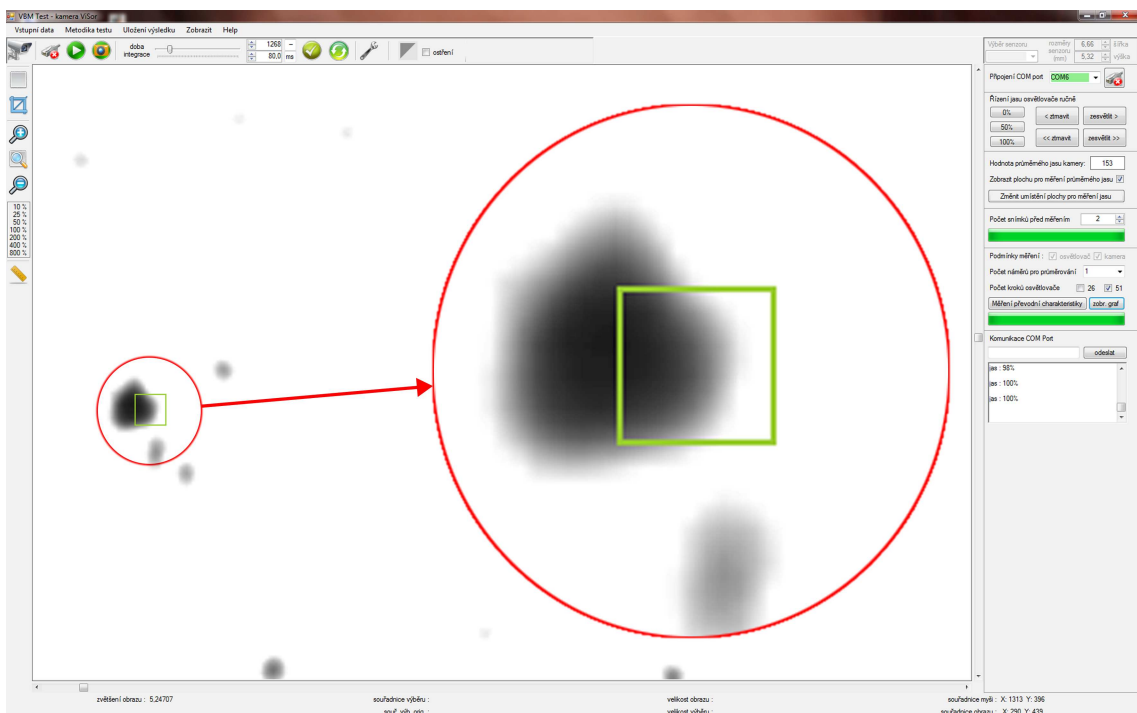 VBM Test - kamera ViSor
Vstupní data Metodika testu Uložení výsledku Zobrazit Help
doba integrace 1268 – 80,0 ms ostření
10 %
25 %
50 %
100 %
200 %
400 %
800 %
Výběr senzoru rozměry senzoru (mm) 6,66 šířka
5,32 výška
Připojení COM port COM6
Řízení jasu osvětlovače ručně
0% < ztmavit zesvětlit >
50%
100% << ztmavit zesvětlit >>
Hodnota průměrného jasu kamery: 153
Zobrazit plochu pro měření průměrného jasu
Změnit umístění plochy pro měření jasu
Počet snímků před měřením 2
Podmínky měření : osvětlovač kamera
Počet náměrů pro průměrování 1
Počet kroků osvětlovače 26 51
Měření převodní charakteristiky zobr. graf
Komunikace COM Port
odeslat
jas : 98%
jas : 100%
jas : 100%
zvětšení obrazu : 5,24707 souřadnice výběru : velikost obrazu : souřadnice myši : X: 1313 Y: 396
souř. výb. orig. : velikost výběru : souřadnice obrazu : X: 290 Y: 439